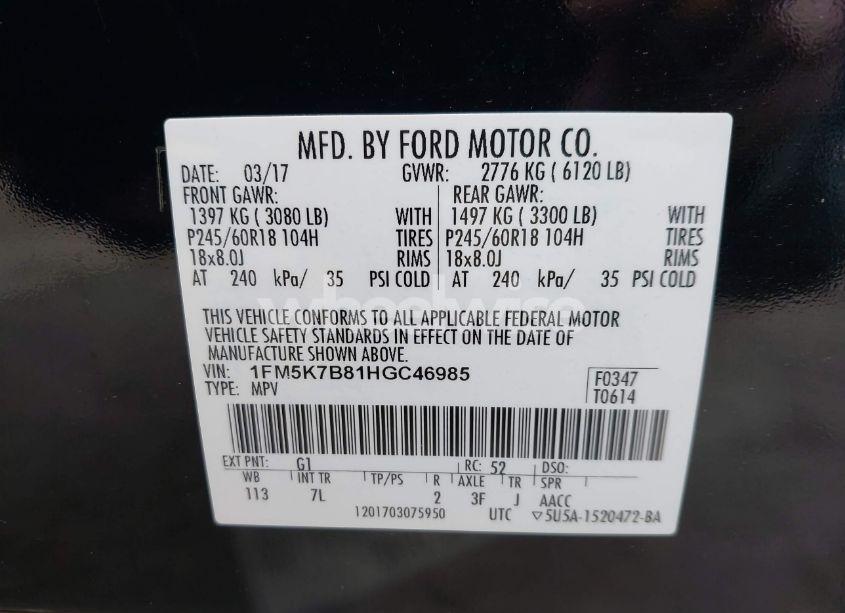 MFD. BY FORD MOTOR CO.
DATE: 03/17 GVWR: 2776 KG ( 6120 LB)
FRONT GAWR: REAR GAWR:
1397 KG ( 3080 LB) WITH 1497 KG ( 3300 LB) WITH
P245/60R18 104H TIRES P245/60R18 104H TIRES
18x8.0J RIMS 18x8.0J RIMS
AT 240 kPa/ 35 PSI COLD AT 240 kPa/ 35 PSI COLD
THIS VEHICLE CONFORMS TO ALL APPLICABLE FEDERAL MOTOR
VEHICLE SAFETY STANDARDS IN EFFECT ON THE DATE OF
MANUFACTURE SHOWN ABOVE.
VIN: 1FM5K7B81HGC46985 F0347
TYPE: MPV T0614
EXT PNT: G1 RC: 52 DSO:
WB INT TR TP/PS R AXLE TR SPR
113 7L 2 3F J AACC
1201703075950 UTC ▽5U5A-1520472-BA